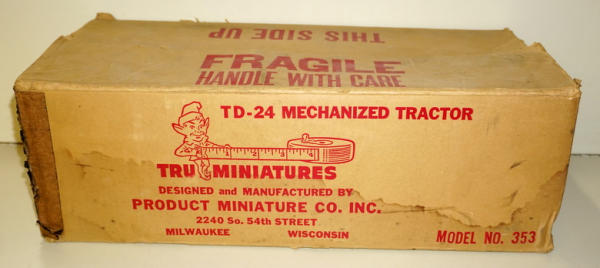 THIS SIDE UP
FRAGILE
HANDLE WITH CARE
TD-24 MECHANIZED TRACTOR
TRU MINIATURES
DESIGNED and MANUFACTURED BY
PRODUCT MINIATURE CO. INC.
2240 So. 54th STREET
MILWAUKEE WISCONSIN
MODEL NO. 353